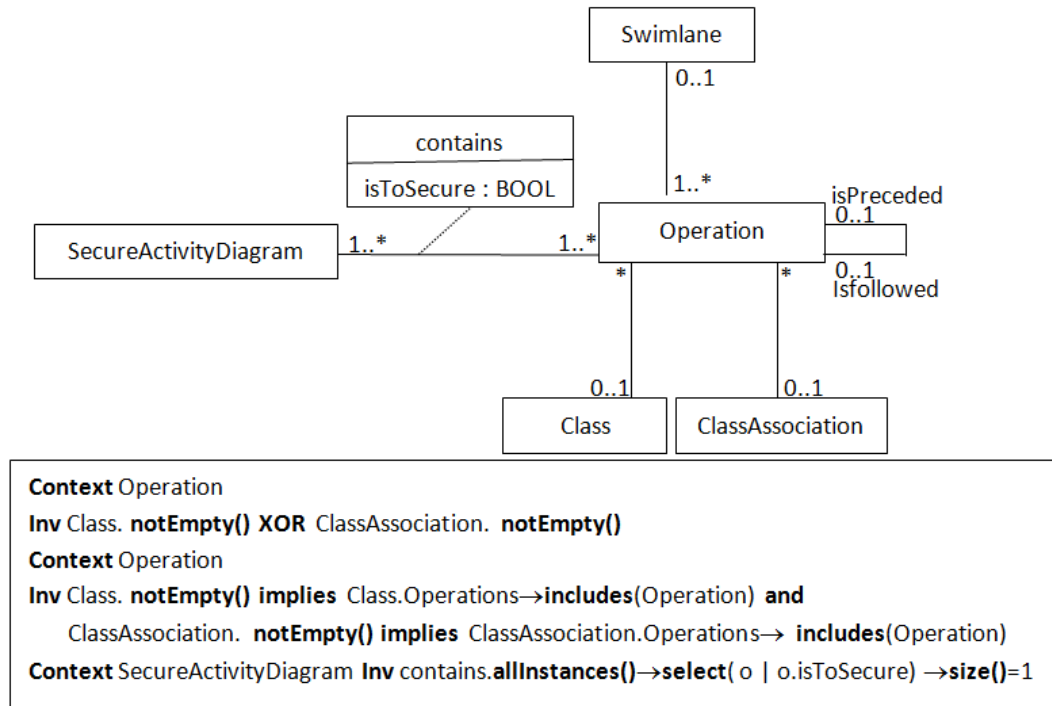 Swimlane
0..1
contains
isToSecure : BOOL
1..*
isPreceded
0..1
SecureActivityDiagram
1..*
1..*
Operation
*
*
0..1
Isfollowed
0..1
0..1
Class
ClassAssociation
Context Operation
Inv Class. notEmpty() XOR ClassAssociation. notEmpty()
Context Operation
Inv Class. notEmpty() implies Class.Operations→includes(Operation) and
ClassAssociation. notEmpty() implies ClassAssociation.Operations→ includes(Operation)
Context SecureActivityDiagram Inv contains.allInstances()→select( o | o.isToSecure) →size()=1